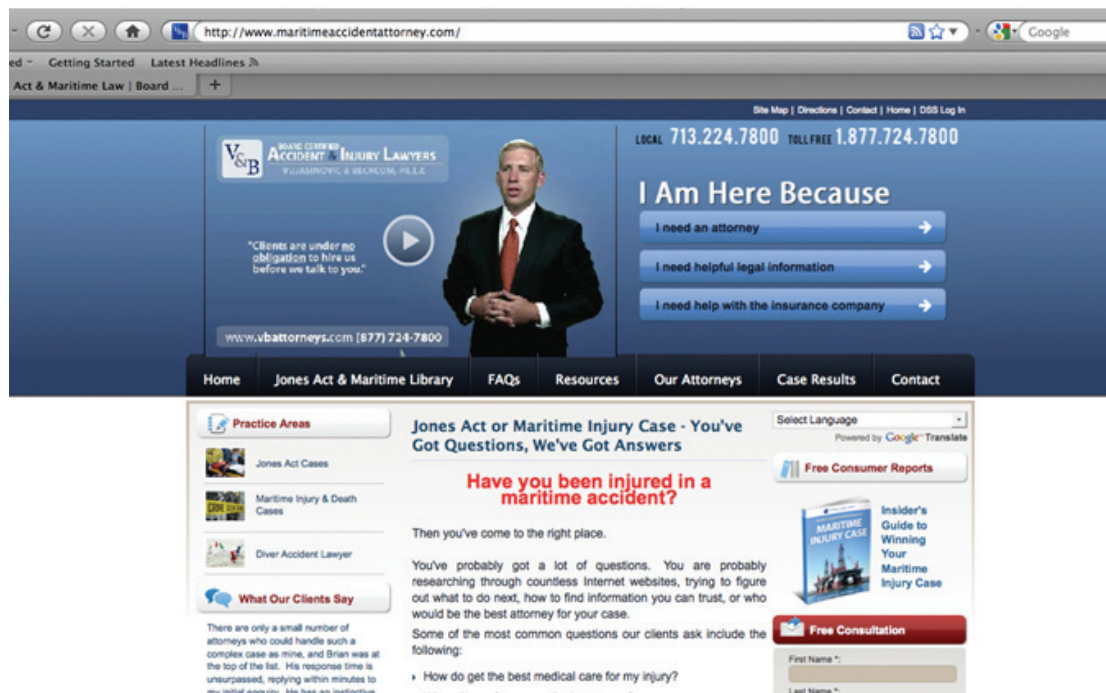 http://www.maritimeaccidentattorney.com/
Google
ed
Getting Started
Latest Headlines
Act & Maritime Law | Board ...
+
Site Map | Directions | Contact | Home | DSS Log In
LOCAL 713.224.7800 TOLL FREE 1.877.724.7800
V&B
BOARD CERTIFIED
ACCIDENT & INJURY LAWYERS
VUJASINOVIC & BECKCOM, P.L.L.C.
"Clients are under no
obligation to hire us
before we talk to you."
www.vbattorneys.com (877) 724-7800
I Am Here Because
I need an attorney
I need helpful legal information
I need help with the insurance company
Home Jones Act & Maritime Library FAQs Resources Our Attorneys Case Results Contact
Practice Areas
Jones Act Cases
Maritime Injury & Death
Cases
Diver Accident Lawyer
What Our Clients Say
There are only a small number of
attorneys who could handle such a
complex case as mine, and Brian was at
the top of the list. His response time is
unsurpassed, replying within minutes to
my initial enquiry. He has an instinctive
Jones Act or Maritime Injury Case - You've
Got Questions, We've Got Answers
Have you been injured in a
maritime accident?
Then you've come to the right place.
You've probably got a lot of questions. You are probably
researching through countless Internet websites, trying to figure
out what to do next, how to find information you can trust, or who
would be the best attorney for your case.
Some of the most common questions our clients ask include the
following:
How do get the best medical care for my injury?
Select Language
Powered by Google Translate
Free Consumer Reports
MARITIME
INJURY CASE
Insider's
Guide to
Winning
Your
Maritime
Injury Case
Free Consultation
First Name *:
Last Name *: